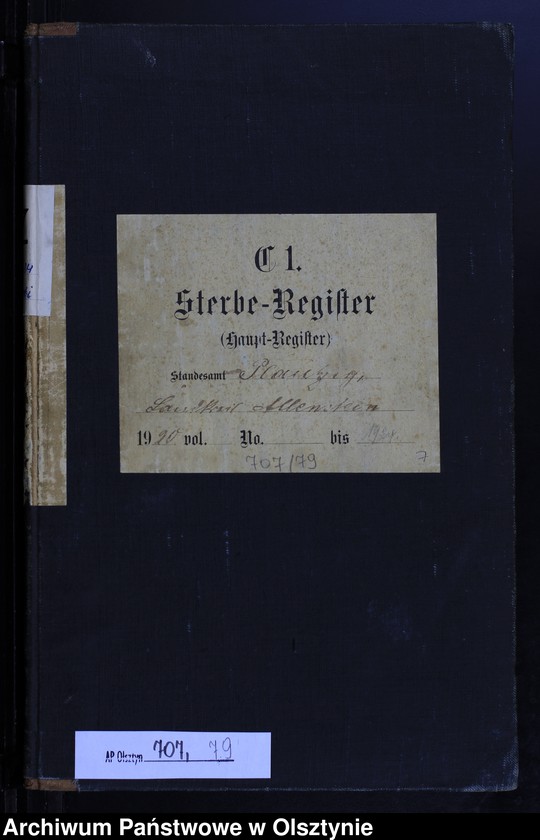 C 1.
Sterbe-Register
(Haupt-Register)
Standesamt Plautzig,
Landkreis Allenstein
1920 vol. No. bis
707/79
7
AP Olsztyn 707, 79
Archiwum Państwowe w Olsztynie